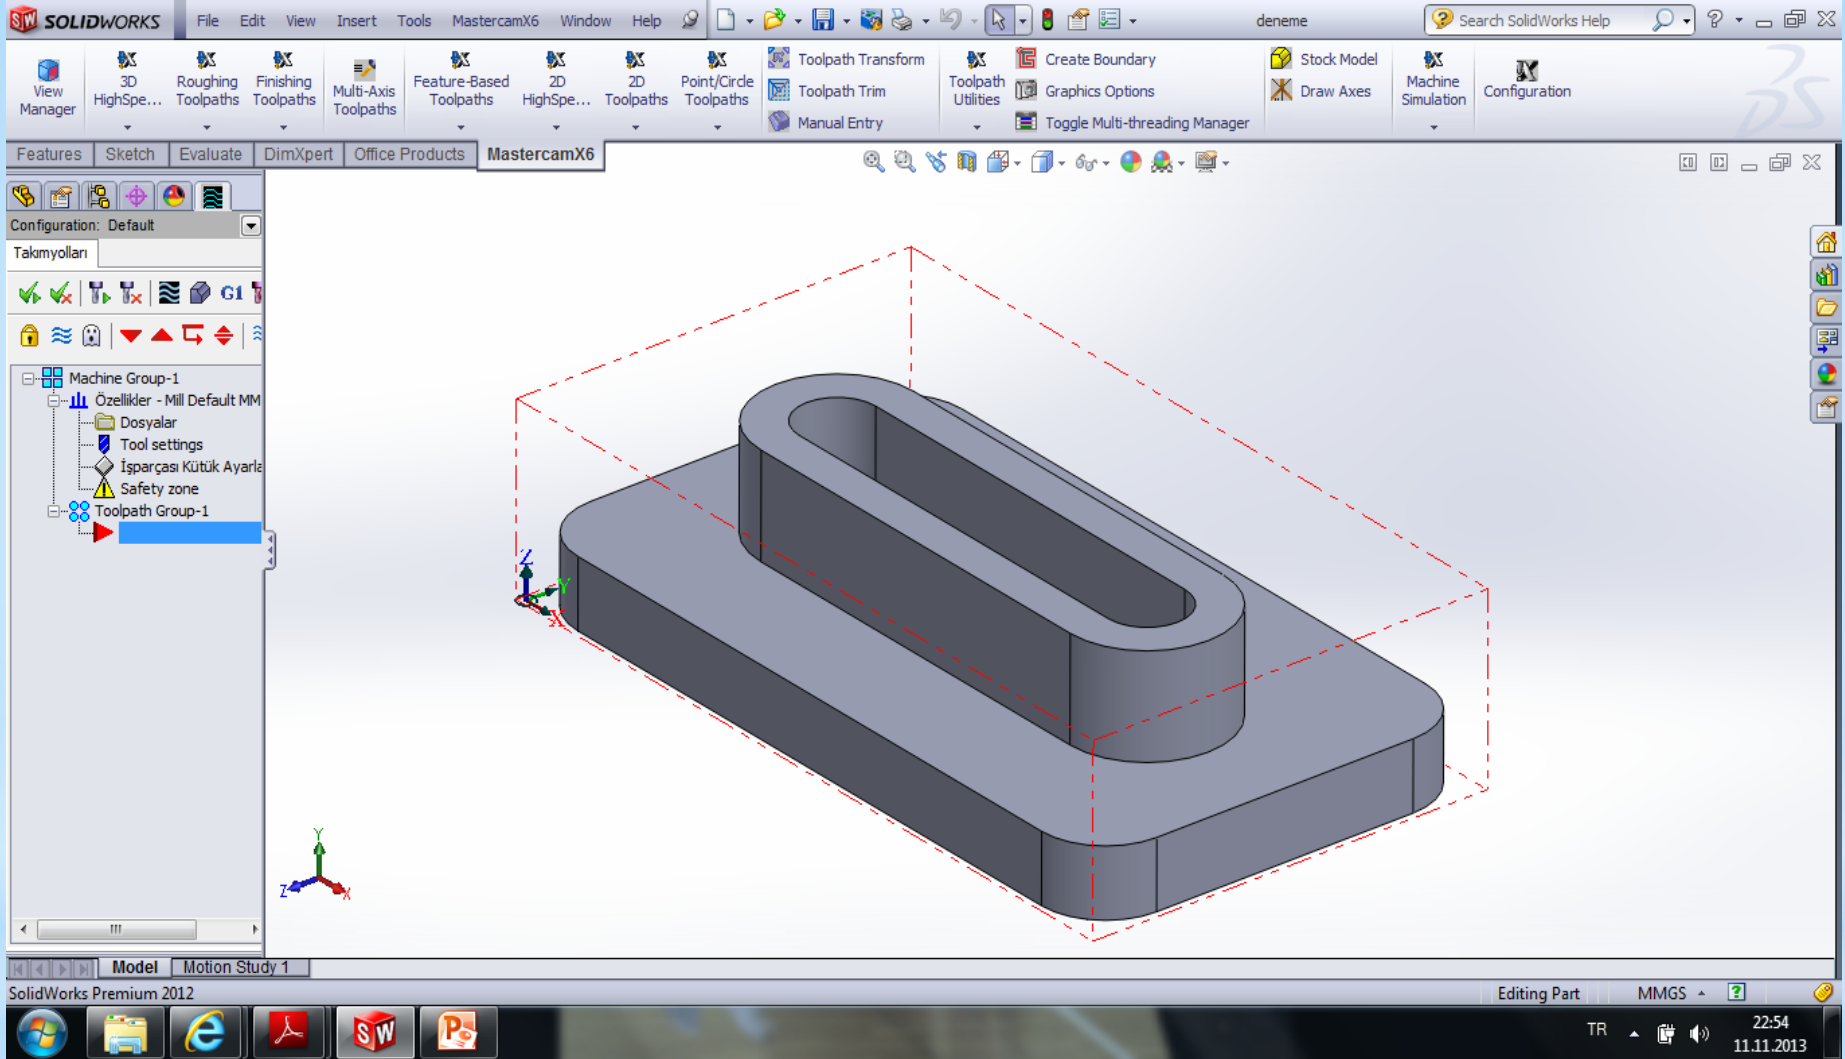 SOLIDWORKS File Edit View Insert Tools MastercamX6 Window Help deneme Search SolidWorks Help
View Manager
3D HighSpe...
Roughing Toolpaths
Finishing Toolpaths
Multi-Axis Toolpaths
Feature-Based Toolpaths
2D HighSpe...
2D Toolpaths
Point/Circle Toolpaths
Toolpath Transform
Toolpath Trim
Manual Entry
Toolpath Utilities
Create Boundary
Graphics Options
Toggle Multi-threading Manager
Stock Model
Draw Axes
Machine Simulation
Configuration
Features Sketch Evaluate DimXpert Office Products MastercamX6
Configuration: Default
Takımyolları
G1
Machine Group-1
Özellikler - Mill Default MM
Dosyalar
Tool settings
İşparçası Kütük Ayarla
Safety zone
Toolpath Group-1
Z
Y
X
Y
Z
X
Model Motion Study 1
SolidWorks Premium 2012 Editing Part MMGS
TR 22:54
11.11.2013